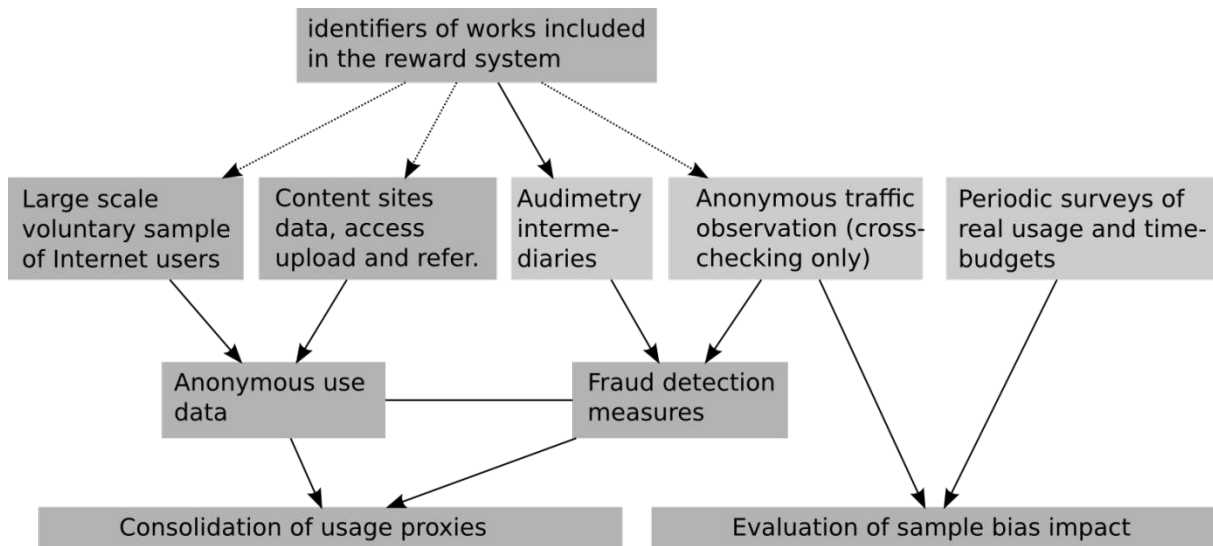 identifiers of works included
in the reward system
Large scale
voluntary sample
of Internet users
Content sites
data, access
upload and refer.
Audimetry
interme-
diaries
Anonymous traffic
observation (cross-
checking only)
Periodic surveys of
real usage and time-
budgets
Anonymous use
data
Fraud detection
measures
Consolidation of usage proxies
Evaluation of sample bias impact